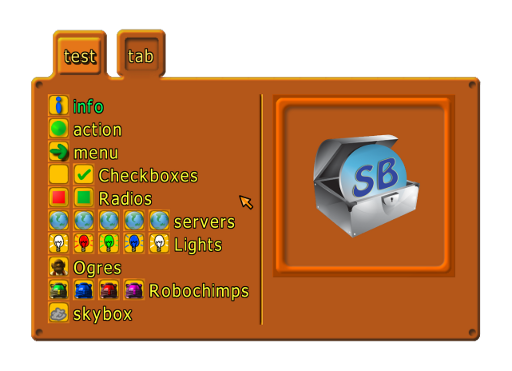 test
tab
info
action
menu
Checkboxes
Radios
servers
Lights
Ogres
Robochimps
skybox
SB